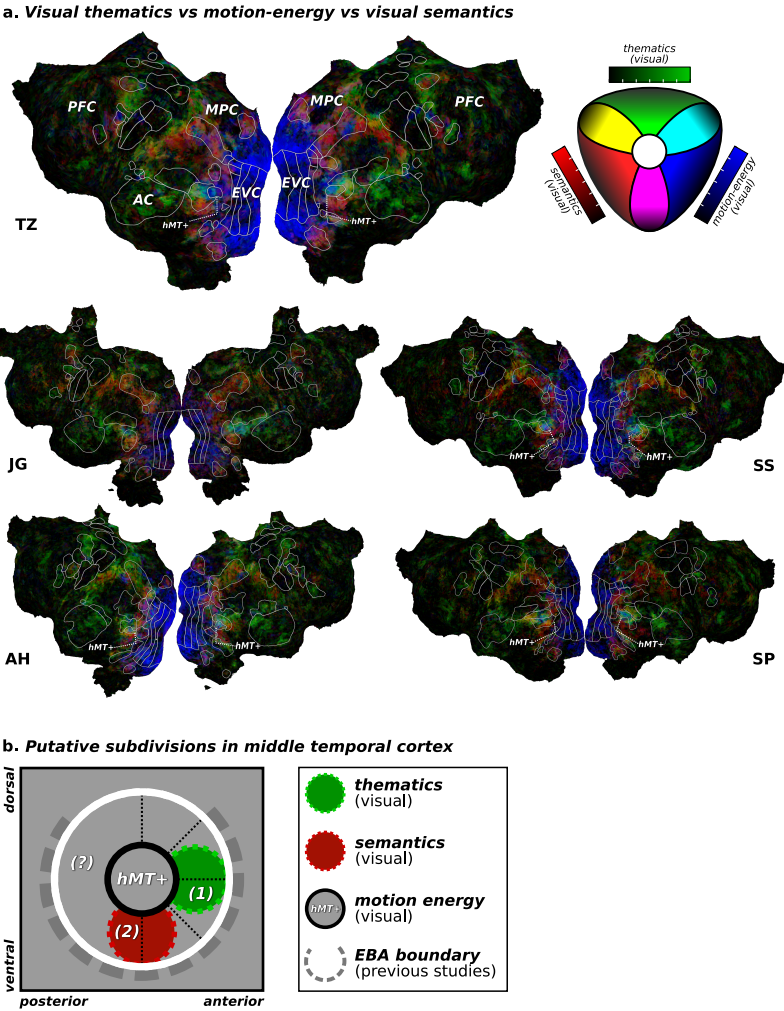 a. Visual thematics vs motion-energy vs visual semantics
thematics
(visual)
semantics
(visual)
motion-energy
(visual)
PFC
MPC
MPC
PFC
AC
EVC
EVC
hMT+
hMT+
TZ
JG
hMT+
hMT+
SS
hMT+
hMT+
AH
hMT+
hMT+
SP
b. Putative subdivisions in middle temporal cortex
dorsal
ventral
(?)
hMT+
(1)
(2)
posterior
anterior
thematics
(visual)
semantics
(visual)
hMT+
motion energy
(visual)
EBA boundary
(previous studies)